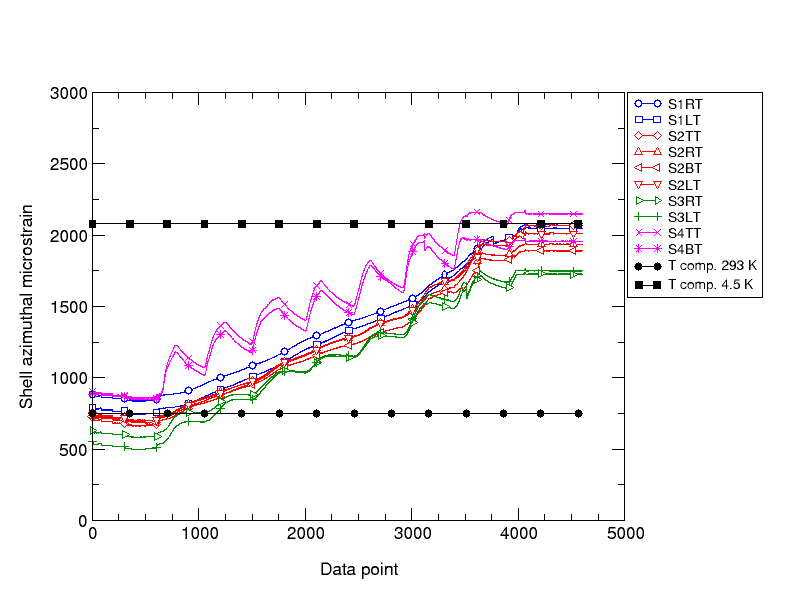 3000
2500
2000
1500
1000
500
0
Shell azimuthal microstrain
0 1000 2000 3000 4000 5000
Data point
S1RT
S1LT
S2TT
S2RT
S2BT
S2LT
S3RT
S3LT
S4TT
S4BT
T comp. 293 K
T comp. 4.5 K